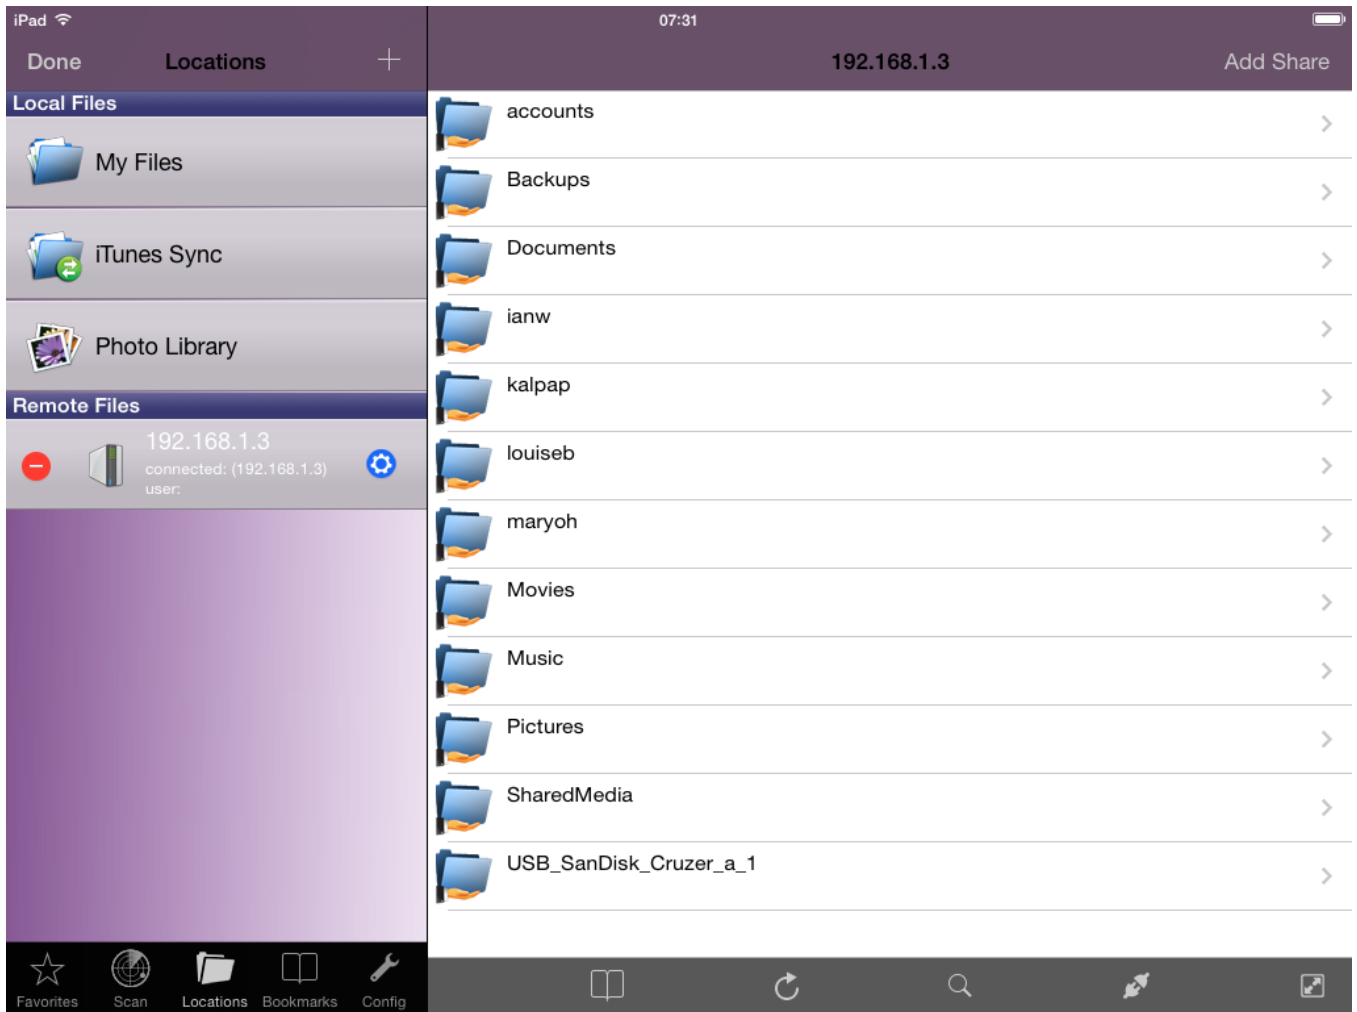 iPad
07:31
Done
Locations
192.168.1.3
Add Share
Local Files
My Files
iTunes Sync
Photo Library
Remote Files
192.168.1.3
connected: (192.168.1.3)
user:
accounts
Backups
Documents
ianw
kalpap
louiseb
maryoh
Movies
Music
Pictures
SharedMedia
USB_SanDisk_Cruzer_a_1
Favorites
Scan
Locations
Bookmarks
Config